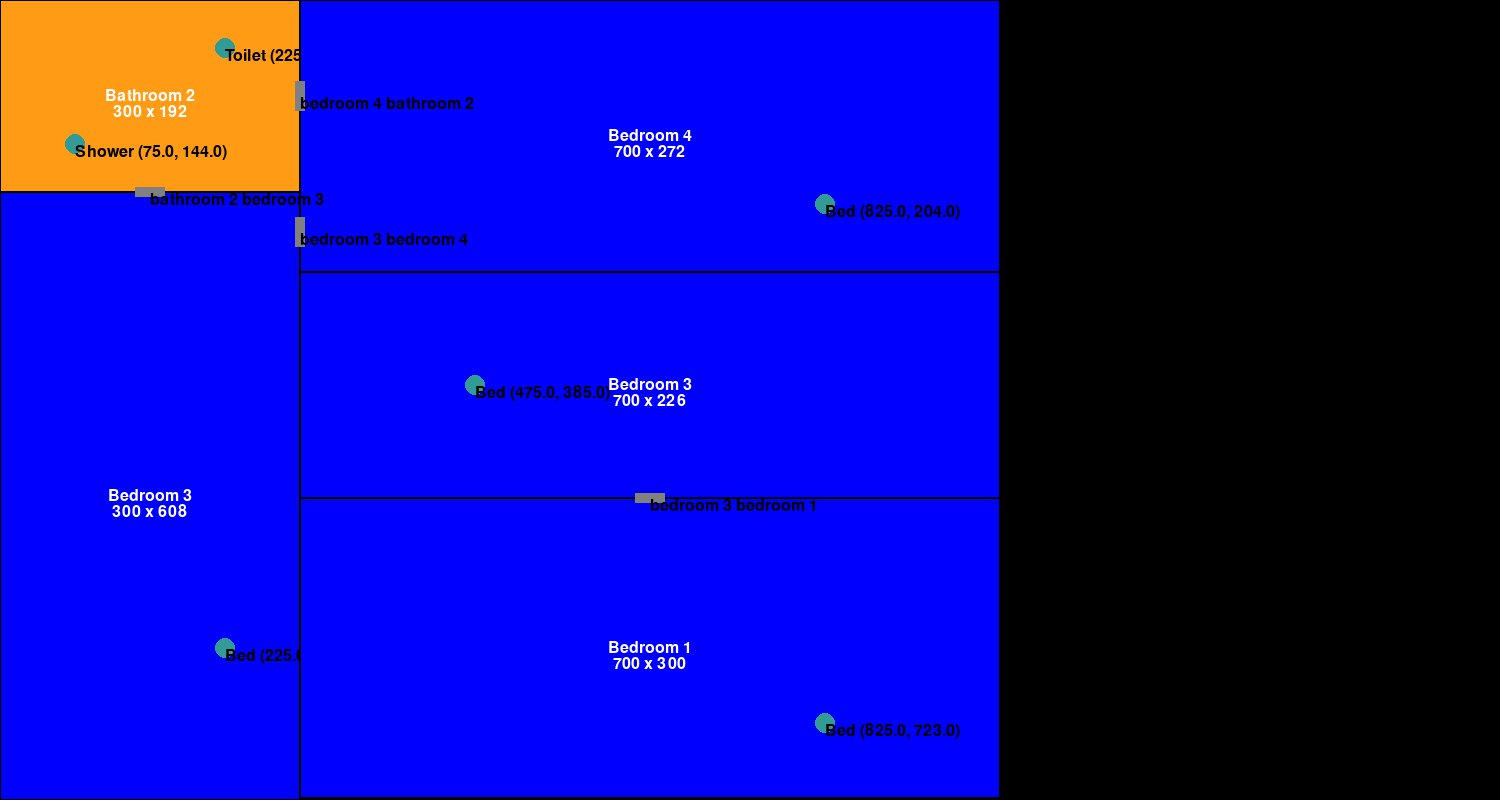 Toilet (225
Bathroom 2
300 x 192
bedroom 4 bathroom 2
Bedroom 4
700 x 272
Shower (75.0, 144.0)
bathroom 2 bedroom 3
Bed (825.0, 204.0)
bedroom 3 bedroom 4
Bedroom 3
700 x 226
Bed (475.0, 385.0)
Bedroom 3
300 x 608
bedroom 3 bedroom 1
Bedroom 1
700 x 300
Bed (225.0
Bed (825.0, 723.0)